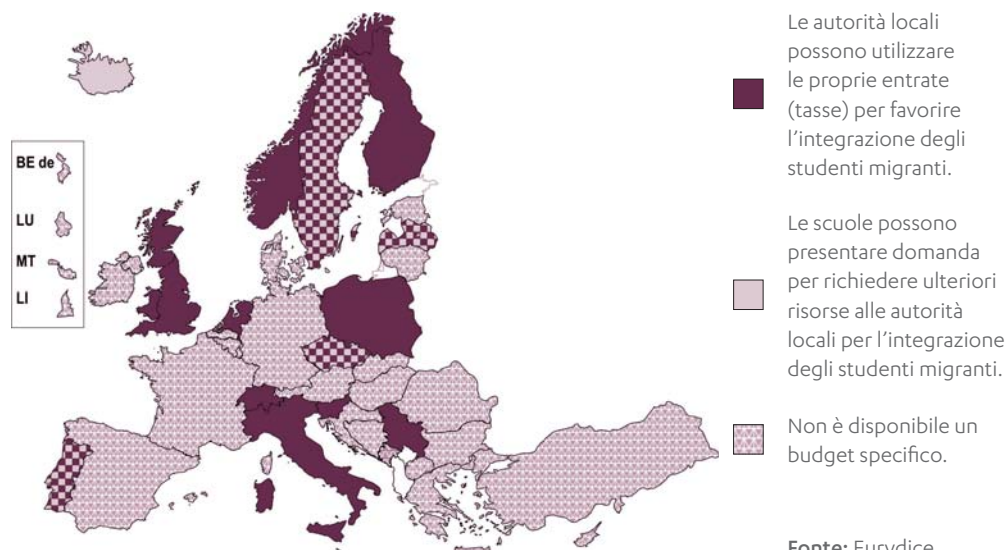 BE de
LU
MT
LI
Le autorità locali
possono utilizzare
le proprie entrate
(tasse) per favorire
l'integrazione degli
studenti migranti.
Le scuole possono
presentare domanda
per richiedere ulteriori
risorse alle autorità
locali per l'integrazione
degli studenti migranti.
Non è disponibile un
budget specifico.
Fonte: Eurydice